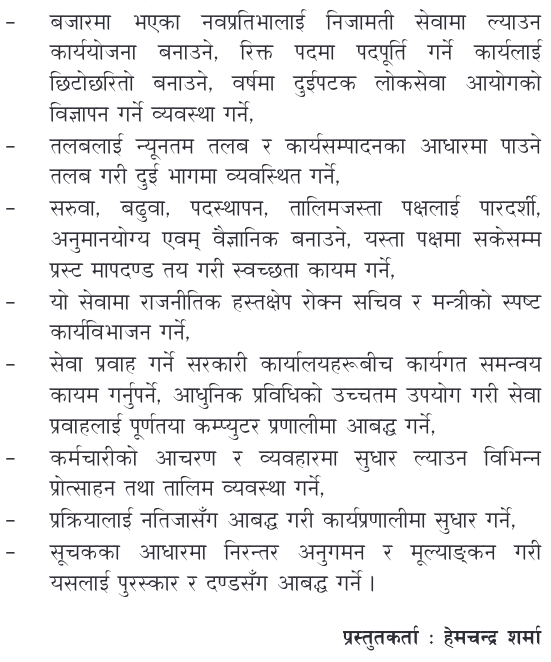 – बजारमा भएका नवप्रतिभालाई निजामती सेवामा ल्याउन
कार्ययोजना बनाउने, रिक्त पदमा पदपूर्ति गर्ने कार्यलाई
छिटोछरितो बनाउने, वर्षमा दुईपटक लोकसेवा आयोगको
विज्ञापन गर्ने व्यवस्था गर्ने,
– तलबलाई न्यूनतम तलब र कार्यसम्पादनका आधारमा पाउने
तलब गरी दुई भागमा व्यवस्थित गर्ने,
– सरुवा, बढुवा, पदस्थापन, तालिमजस्ता पक्षलाई पारदर्शी,
अनुमानयोग्य एवम् वैज्ञानिक बनाउने, यस्ता पक्षमा सकेसम्म
प्रस्ट मापदण्ड तय गरी स्वच्छता कायम गर्ने,
– यो सेवामा राजनीतिक हस्तक्षेप रोक्न सचिव र मन्त्रीको स्पष्ट
कार्यविभाजन गर्ने,
– सेवा प्रवाह गर्ने सरकारी कार्यालयहरूबीच कार्यगत समन्वय
कायम गर्नुपर्ने, आधुनिक प्रविधिको उच्चतम उपयोग गरी सेवा
प्रवाहलाई पूर्णतया कम्प्युटर प्रणालीमा आबद्ध गर्ने,
– कर्मचारीको आचरण र व्यवहारमा सुधार ल्याउन विभिन्न
प्रोत्साहन तथा तालिम व्यवस्था गर्ने,
– प्रक्रियालाई नतिजासँग आबद्ध गरी कार्यप्रणालीमा सुधार गर्ने,
– सूचकका आधारमा निरन्तर अनुगमन र मूल्याङ्कन गरी
यसलाई पुरस्कार र दण्डसँग आबद्ध गर्ने ।
प्रस्तुतकर्ता : हेमचन्द्र शर्मा